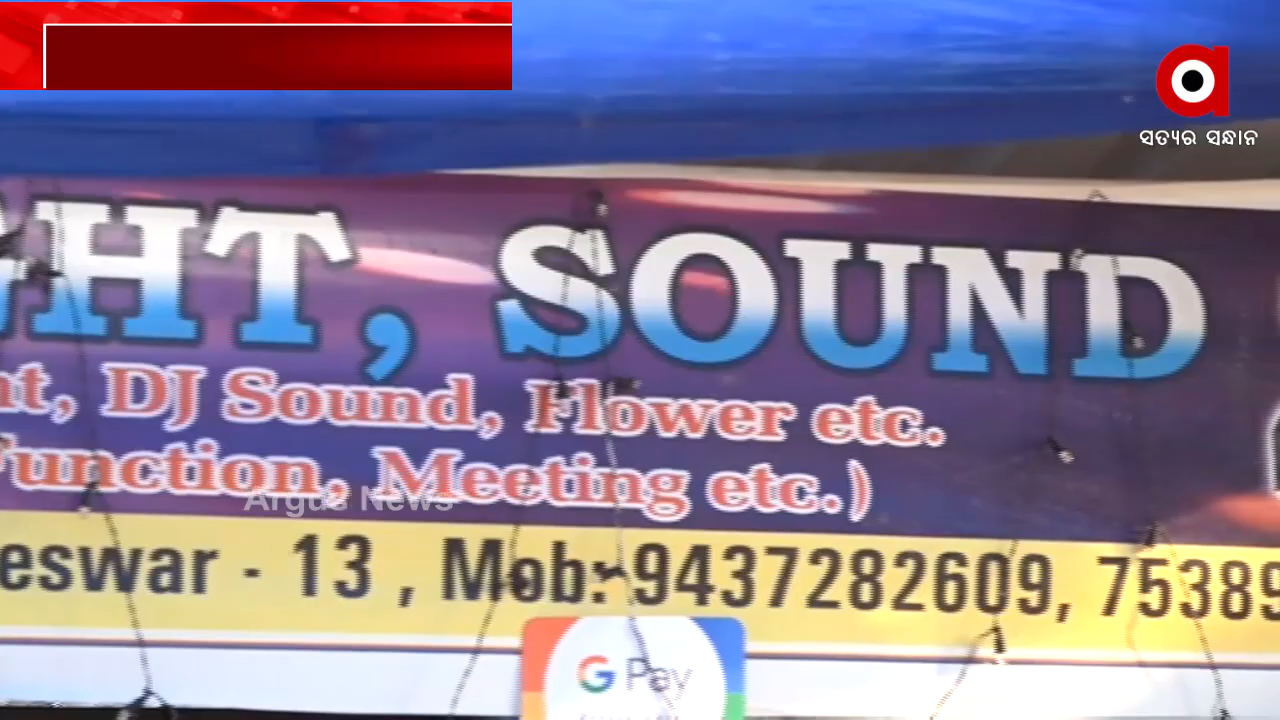 ସତ୍ୟର ସନ୍ଧାନ
GHT, SOUND
nt, DJ Sound, Flower etc.
Function, Meeting etc.)
Argus News
eswar - 13 , Mob: 9437282609, 75389
G Pay